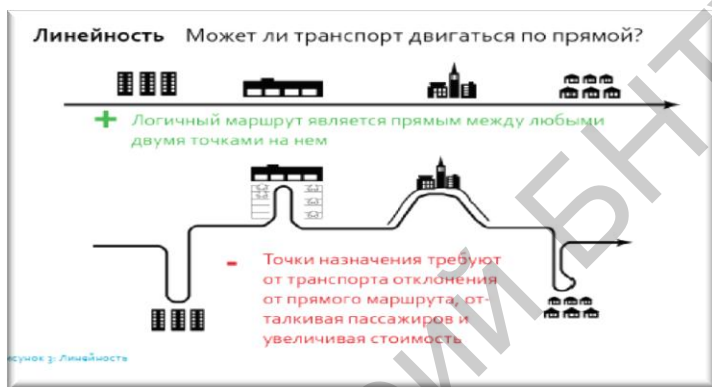 Линейность Может ли транспорт двигаться по прямой?
+ Логичный маршрут является прямым между любыми
двумя точками на нем
- Точки назначения требуют
от транспорта отклонения
от прямого маршрута, от-
талкивая пассажиров и
увеличивая стоимость
исунок 3: Линейность